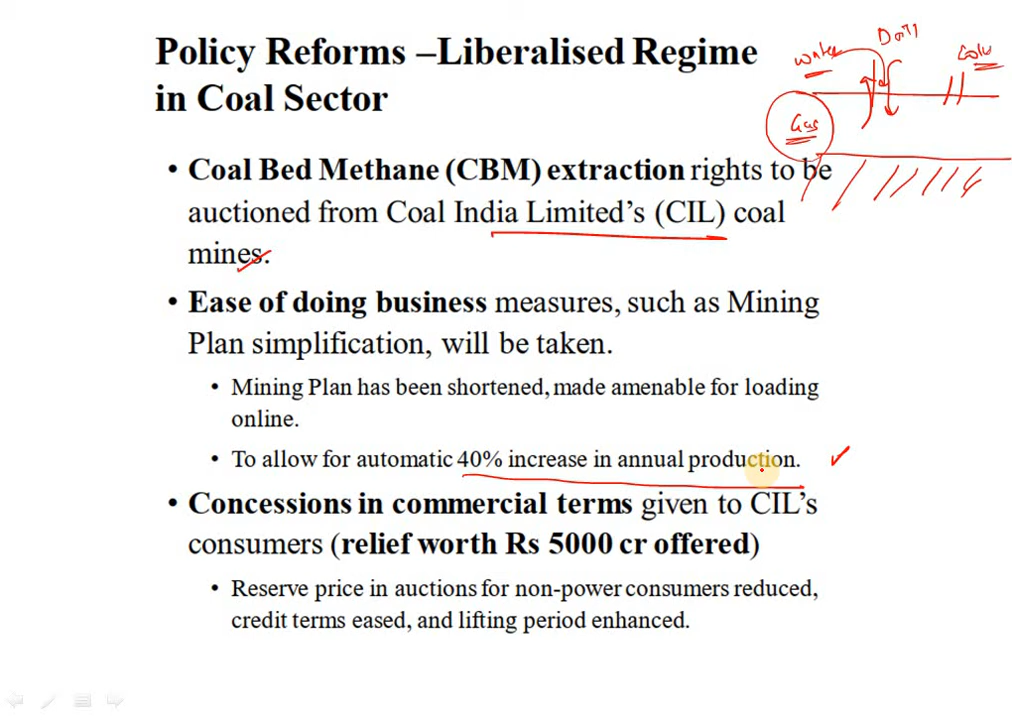 Policy Reforms –Liberalised Regime
in Coal Sector
Water
Gas
• Coal Bed Methane (CBM) extraction rights to be
auctioned from Coal India Limited’s (CIL) coal
mines.
• Ease of doing business measures, such as Mining
Plan simplification, will be taken.
• Mining Plan has been shortened, made amenable for loading
online.
• To allow for automatic 40% increase in annual production.
• Concessions in commercial terms given to CIL’s
consumers (relief worth Rs 5000 cr offered)
• Reserve price in auctions for non-power consumers reduced,
credit terms eased, and lifting period enhanced.